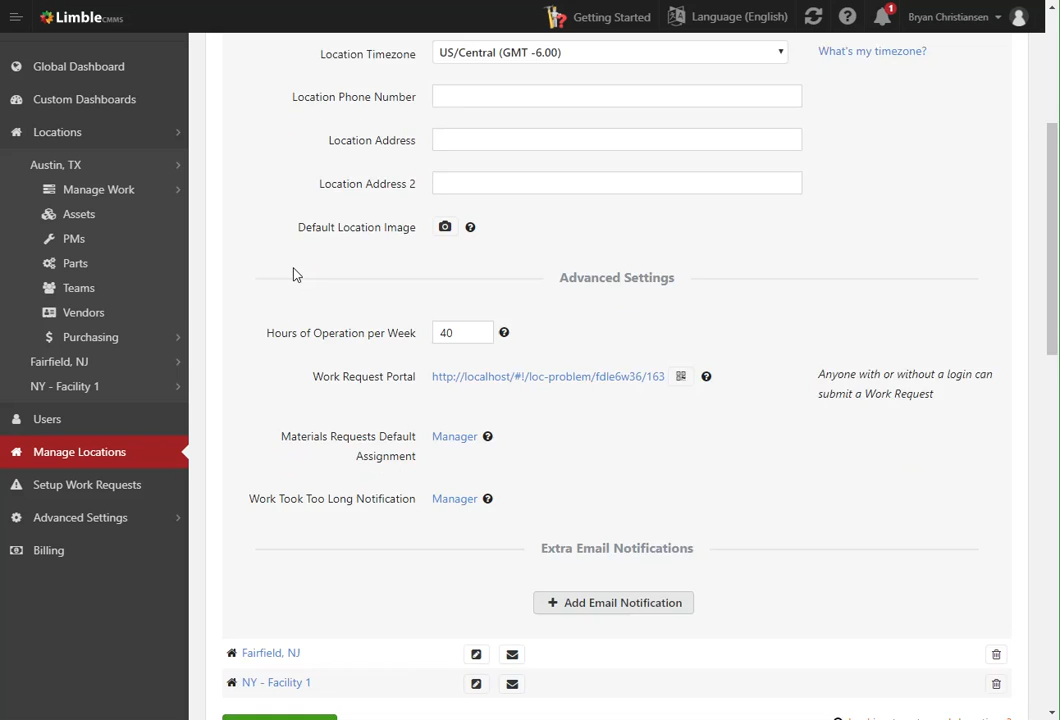 Limble CMMS
Getting Started
Language (English)
1
Bryan Christiansen
Global Dashboard
Custom Dashboards
Locations
Austin, TX
Manage Work
Assets
PMs
Parts
Teams
Vendors
Purchasing
Fairfield, NJ
NY - Facility 1
Users
Manage Locations
Setup Work Requests
Advanced Settings
Billing
Location Timezone US/Central (GMT -6.00) What's my timezone?
Location Phone Number
Location Address
Location Address 2
Default Location Image
Advanced Settings
Hours of Operation per Week 40
Work Request Portal http://localhost/#!/loc-problem/fdle6w36/163
Anyone with or without a login can
submit a Work Request
Materials Requests Default
Assignment
Manager
Work Took Too Long Notification Manager
Extra Email Notifications
+ Add Email Notification
Fairfield, NJ
NY - Facility 1